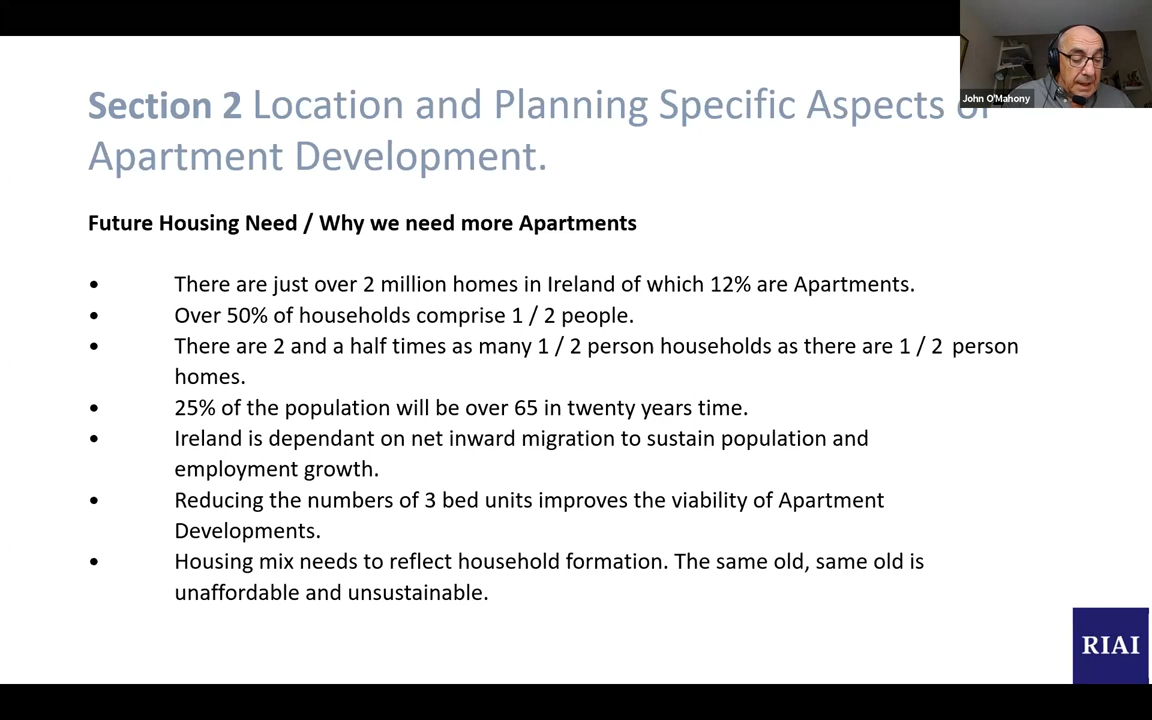 John O'Mahony
Section 2 Location and Planning Specific Aspects of
Apartment Development.
Future Housing Need / Why we need more Apartments
• There are just over 2 million homes in Ireland of which 12% are Apartments.
• Over 50% of households comprise 1 / 2 people.
• There are 2 and a half times as many 1 / 2 person households as there are 1 / 2 person
homes.
• 25% of the population will be over 65 in twenty years time.
• Ireland is dependant on net inward migration to sustain population and
employment growth.
• Reducing the numbers of 3 bed units improves the viability of Apartment
Developments.
• Housing mix needs to reflect household formation. The same old, same old is
unaffordable and unsustainable.
RIAI